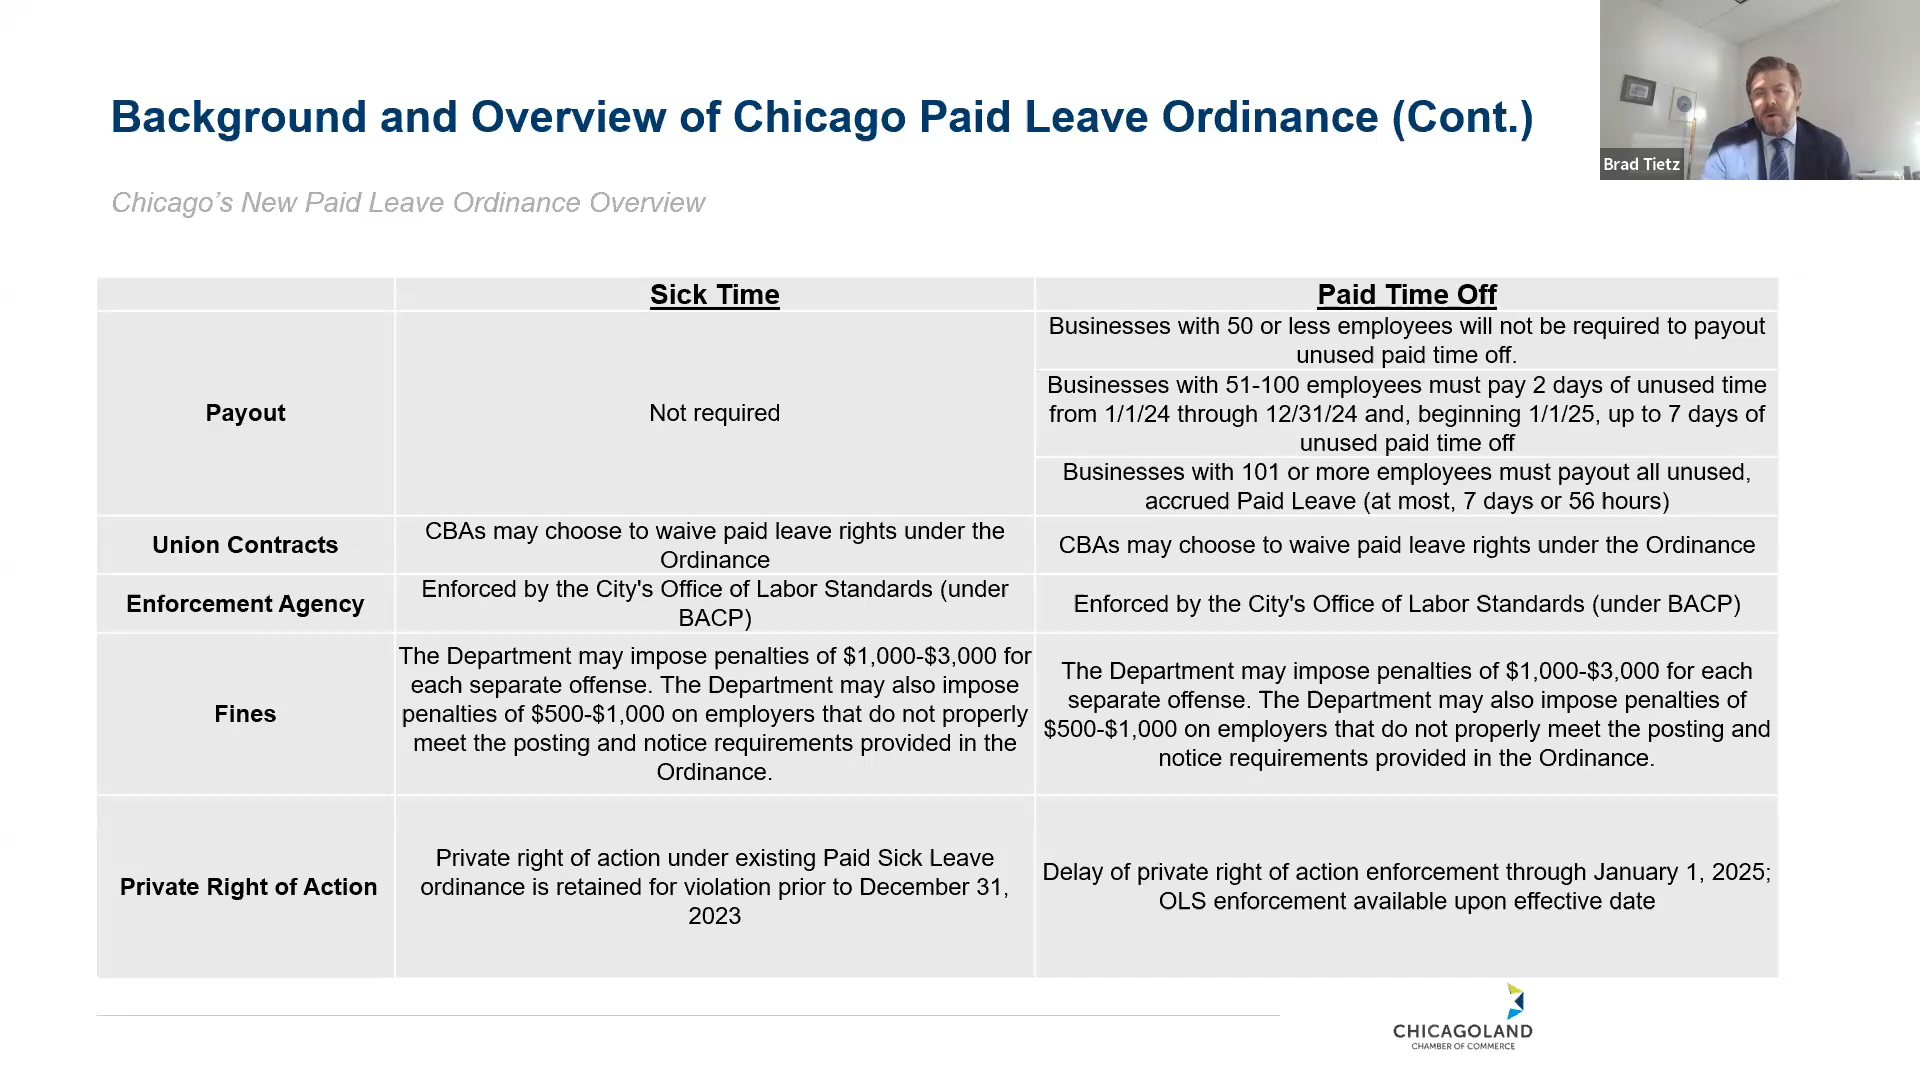 Background and Overview of Chicago Paid Leave Ordinance (Cont.)
Brad Tietz
Chicago’s New Paid Leave Ordinance Overview
Sick Time
Paid Time Off
Payout
Not required
Businesses with 50 or less employees will not be required to payout
unused paid time off.
Businesses with 51-100 employees must pay 2 days of unused time
from 1/1/24 through 12/31/24 and, beginning 1/1/25, up to 7 days of
unused paid time off
Businesses with 101 or more employees must payout all unused,
accrued Paid Leave (at most, 7 days or 56 hours)
Union Contracts
CBAs may choose to waive paid leave rights under the
Ordinance
CBAs may choose to waive paid leave rights under the Ordinance
Enforcement Agency
Enforced by the City's Office of Labor Standards (under
BACP)
Enforced by the City's Office of Labor Standards (under BACP)
Fines
The Department may impose penalties of $1,000-$3,000 for
each separate offense. The Department may also impose
penalties of $500-$1,000 on employers that do not properly
meet the posting and notice requirements provided in the
Ordinance.
The Department may impose penalties of $1,000-$3,000 for each
separate offense. The Department may also impose penalties of
$500-$1,000 on employers that do not properly meet the posting and
notice requirements provided in the Ordinance.
Private Right of Action
Private right of action under existing Paid Sick Leave
ordinance is retained for violation prior to December 31,
2023
Delay of private right of action enforcement through January 1, 2025;
OLS enforcement available upon effective date
CHICAGOLAND
CHAMBER OF COMMERCE